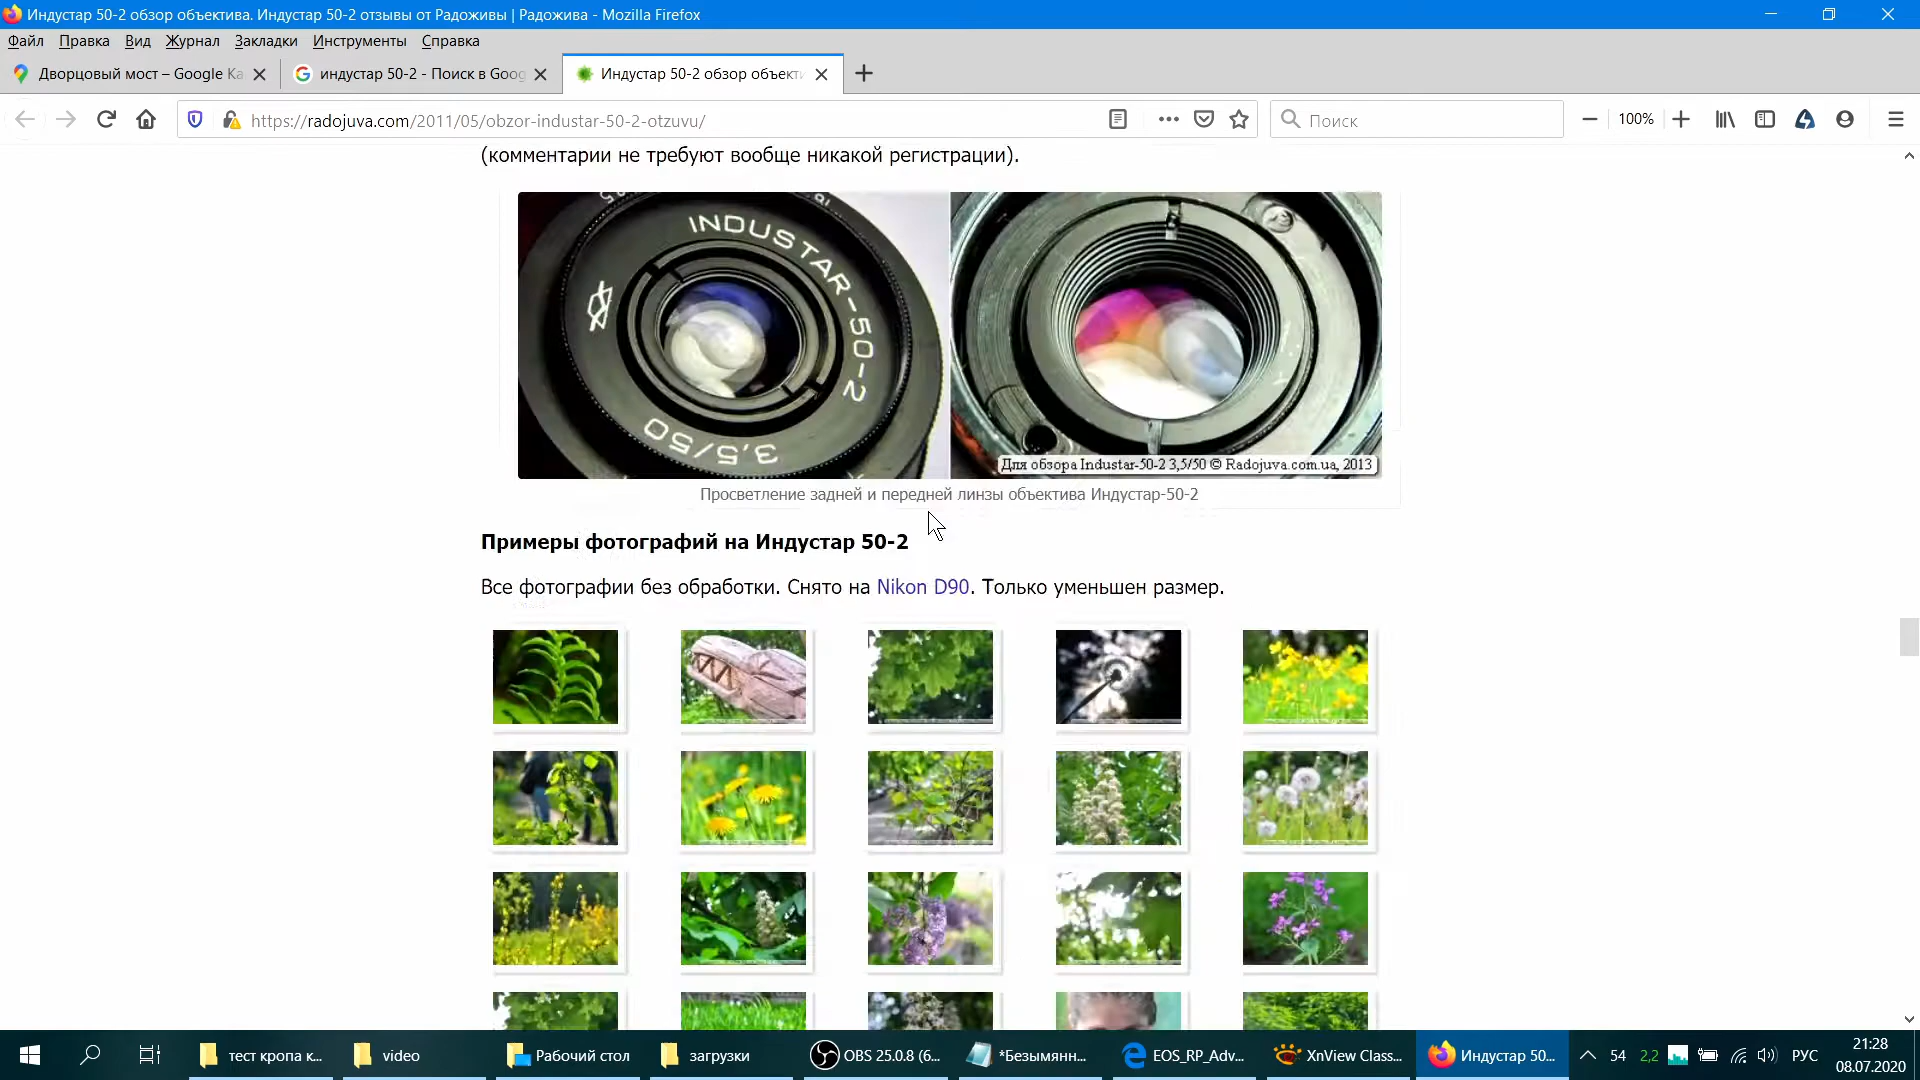 Индустар 50-2 обзор объектива. Индустар 50-2 отзывы от Радоживы | Радожива - Mozilla Firefox
Файл Правка Вид Журнал Закладки Инструменты Справка
Дворцовый мост – Google Ка
индустар 50-2 - Поиск в Goog
Индустар 50-2 обзор объекти
https://radojuva.com/2011/05/obzor-industar-50-2-otzuvu/
Поиск
100%
(комментарии не требуют вообще никакой регистрации).
INDUSTAR-50-2
3,5/50
Для обзора Industar-50-2 3,5/50 © Radojuva.com.ua, 2013
Просветление задней и передней линзы объектива Индустар-50-2
Примеры фотографий на Индустар 50-2
Все фотографии без обработки. Снято на Nikon D90. Только уменьшен размер.
тест кропа к...
video
Рабочий стол
загрузки
OBS 25.0.8 (6...
*Безымянн...
EOS_RP_Adv...
XnView Class...
Индустар 50...
54
2,2
РУС
21:28
08.07.2020